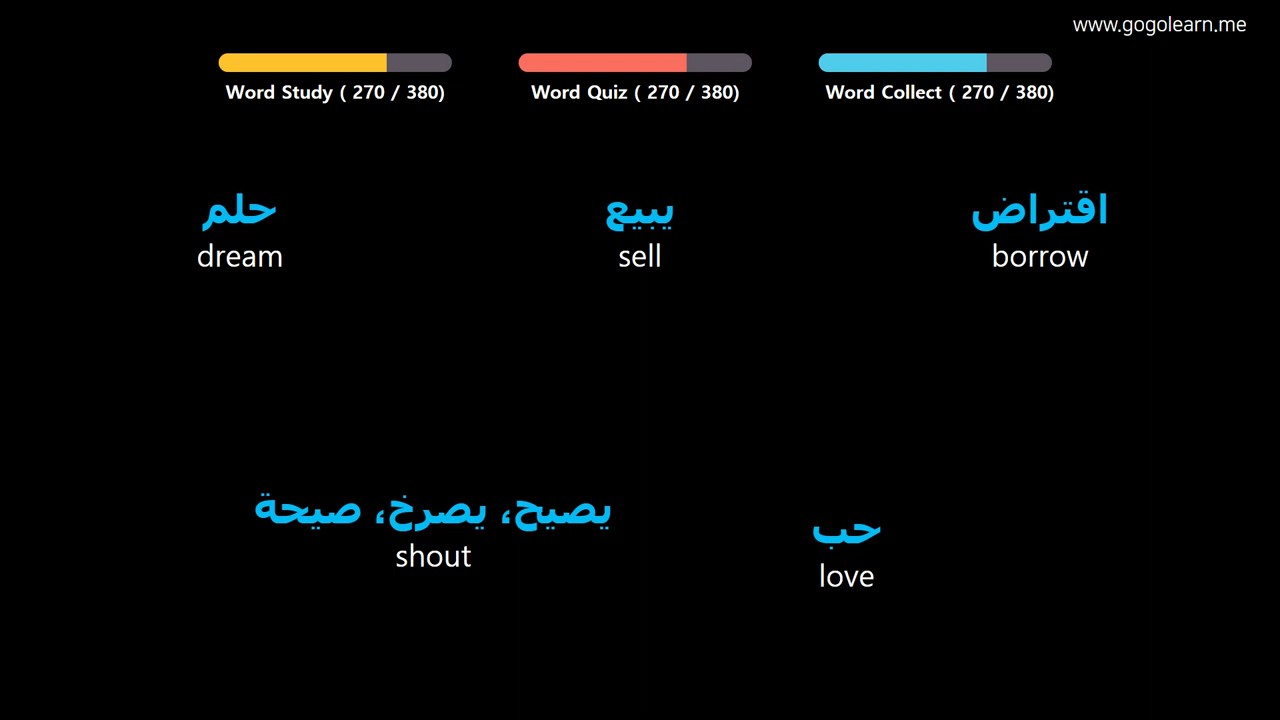 www.gogolearn.me
Word Study ( 270 / 380)
Word Quiz ( 270 / 380)
Word Collect ( 270 / 380)
حلم
dream
يبيع
sell
اقتراض
borrow
يصيح، يصرخ، صيحة
shout
حب
love